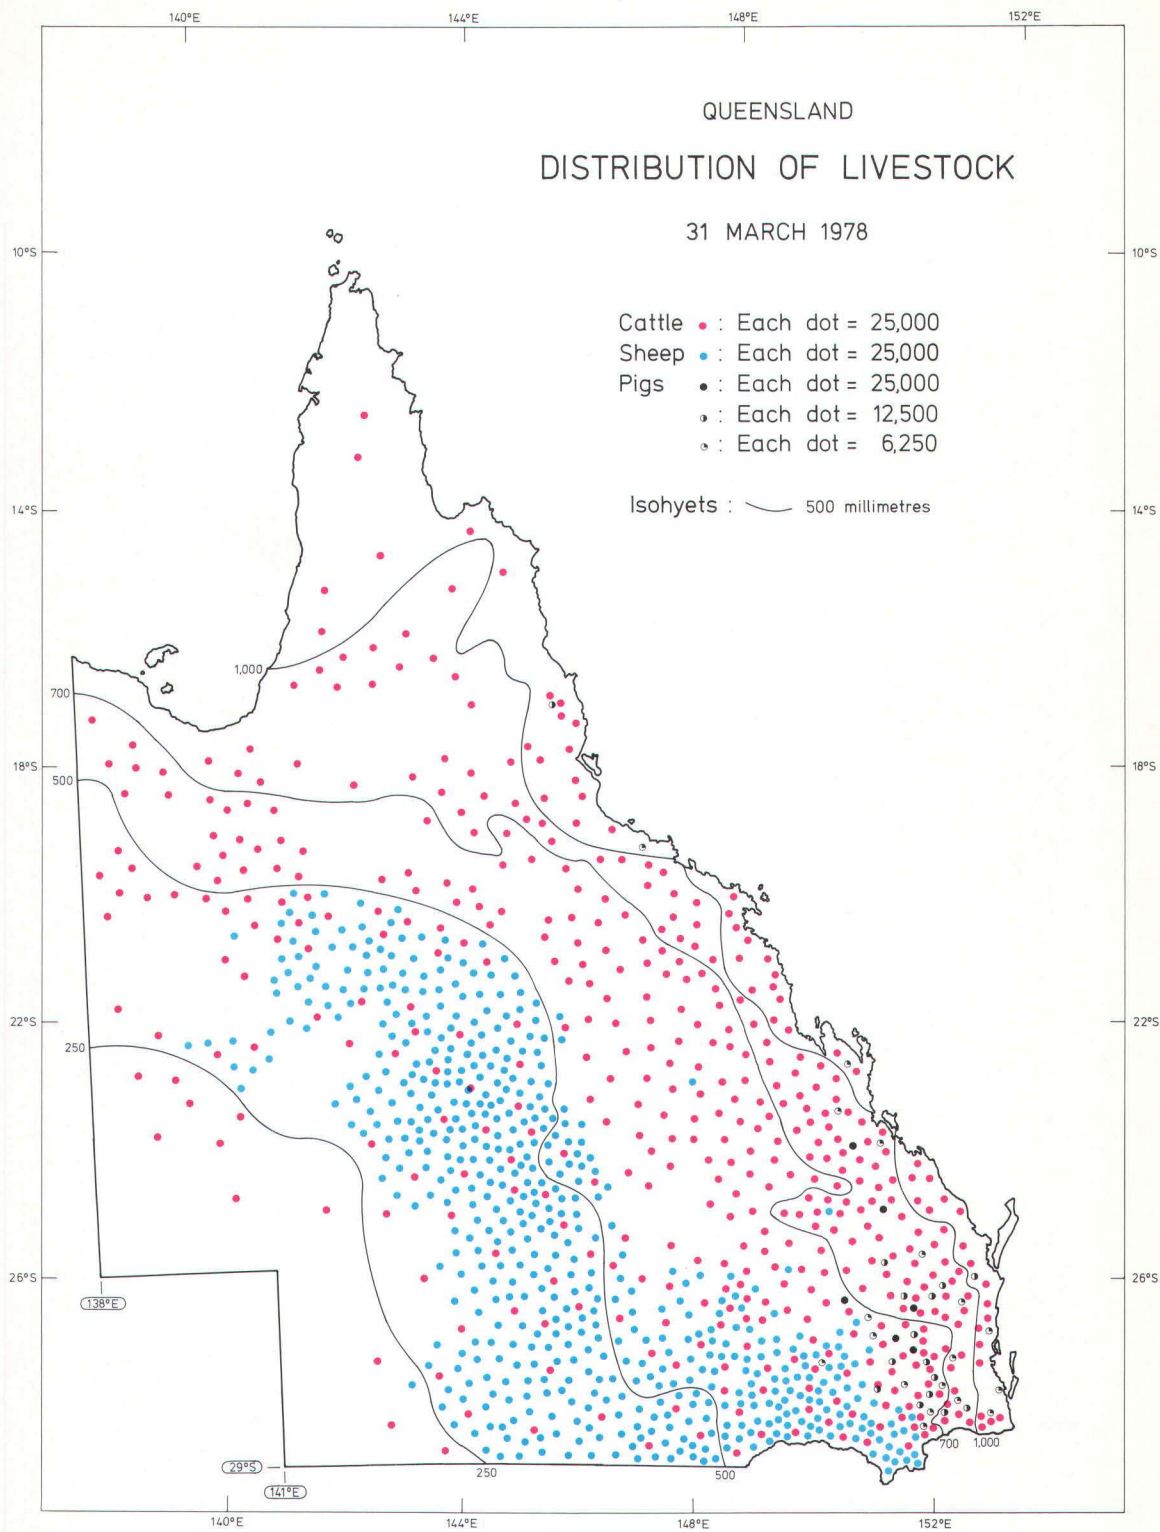 140°E 144°E 148°E 152°E
QUEENSLAND
DISTRIBUTION OF LIVESTOCK
31 MARCH 1978
10°S 10°S
Cattle : Each dot = 25,000
Sheep : Each dot = 25,000
Pigs : Each dot = 25,000
: Each dot = 12,500
: Each dot = 6,250
Isohyets : 500 millimetres
14°S 14°S
1,000
700
18°S 18°S
500
22°S 22°S
250
26°S 26°S
138°E
700 1,000
29°S 250 500
141°E
140°E 144°E 148°E 152°E